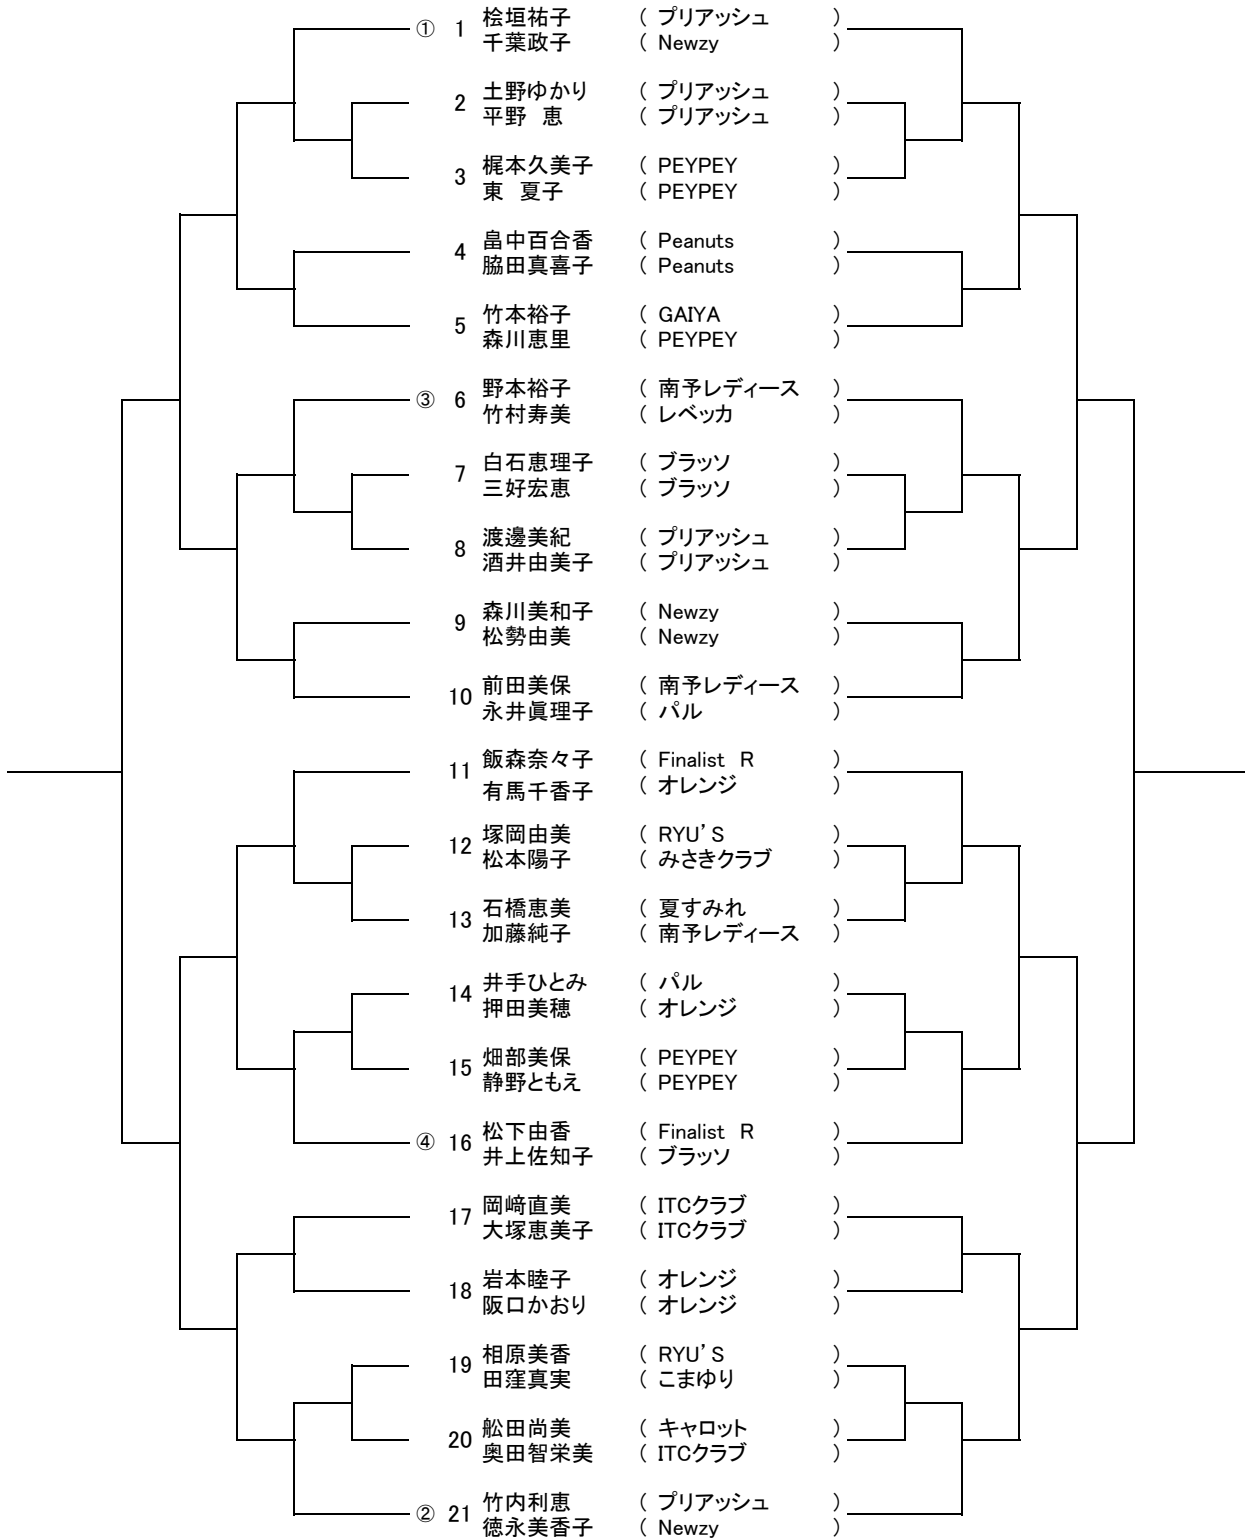 ① 1 桧垣祐子 ( プリアッシュ )
千葉政子 ( Newzy )
2 土野ゆかり ( プリアッシュ )
平野　恵 ( プリアッシュ )
3 梶本久美子 ( PEYPEY )
東　夏子 ( PEYPEY )
4 畠中百合香 ( Peanuts )
脇田真喜子 ( Peanuts )
5 竹本裕子 ( GAIYA )
森川恵里 ( PEYPEY )
③ 6 野本裕子 ( 南予レディース )
竹村寿美 ( レベッカ )
7 白石恵理子 ( ブラッソ )
三好宏恵 ( ブラッソ )
8 渡邊美紀 ( プリアッシュ )
酒井由美子 ( プリアッシュ )
9 森川美和子 ( Newzy )
松勢由美 ( Newzy )
10 前田美保 ( 南予レディース )
永井眞理子 ( パル )
11 飯森奈々子 ( Finalist R )
有馬千香子 ( オレンジ )
12 塚岡由美 ( RYU'S )
松本陽子 ( みさきクラブ )
13 石橋恵美 ( 夏すみれ )
加藤純子 ( 南予レディース )
14 井手ひとみ ( パル )
押田美穂 ( オレンジ )
15 畑部美保 ( PEYPEY )
静野ともえ ( PEYPEY )
④ 16 松下由香 ( Finalist R )
井上佐知子 ( ブラッソ )
17 岡﨑直美 ( ITCクラブ )
大塚恵美子 ( ITCクラブ )
18 岩本睦子 ( オレンジ )
阪口かおり ( オレンジ )
19 相原美香 ( RYU'S )
田窪真実 ( こまゆり )
20 舩田尚美 ( キャロット )
奥田智栄美 ( ITCクラブ )
② 21 竹内利恵 ( プリアッシュ )
徳永美香子 ( Newzy )